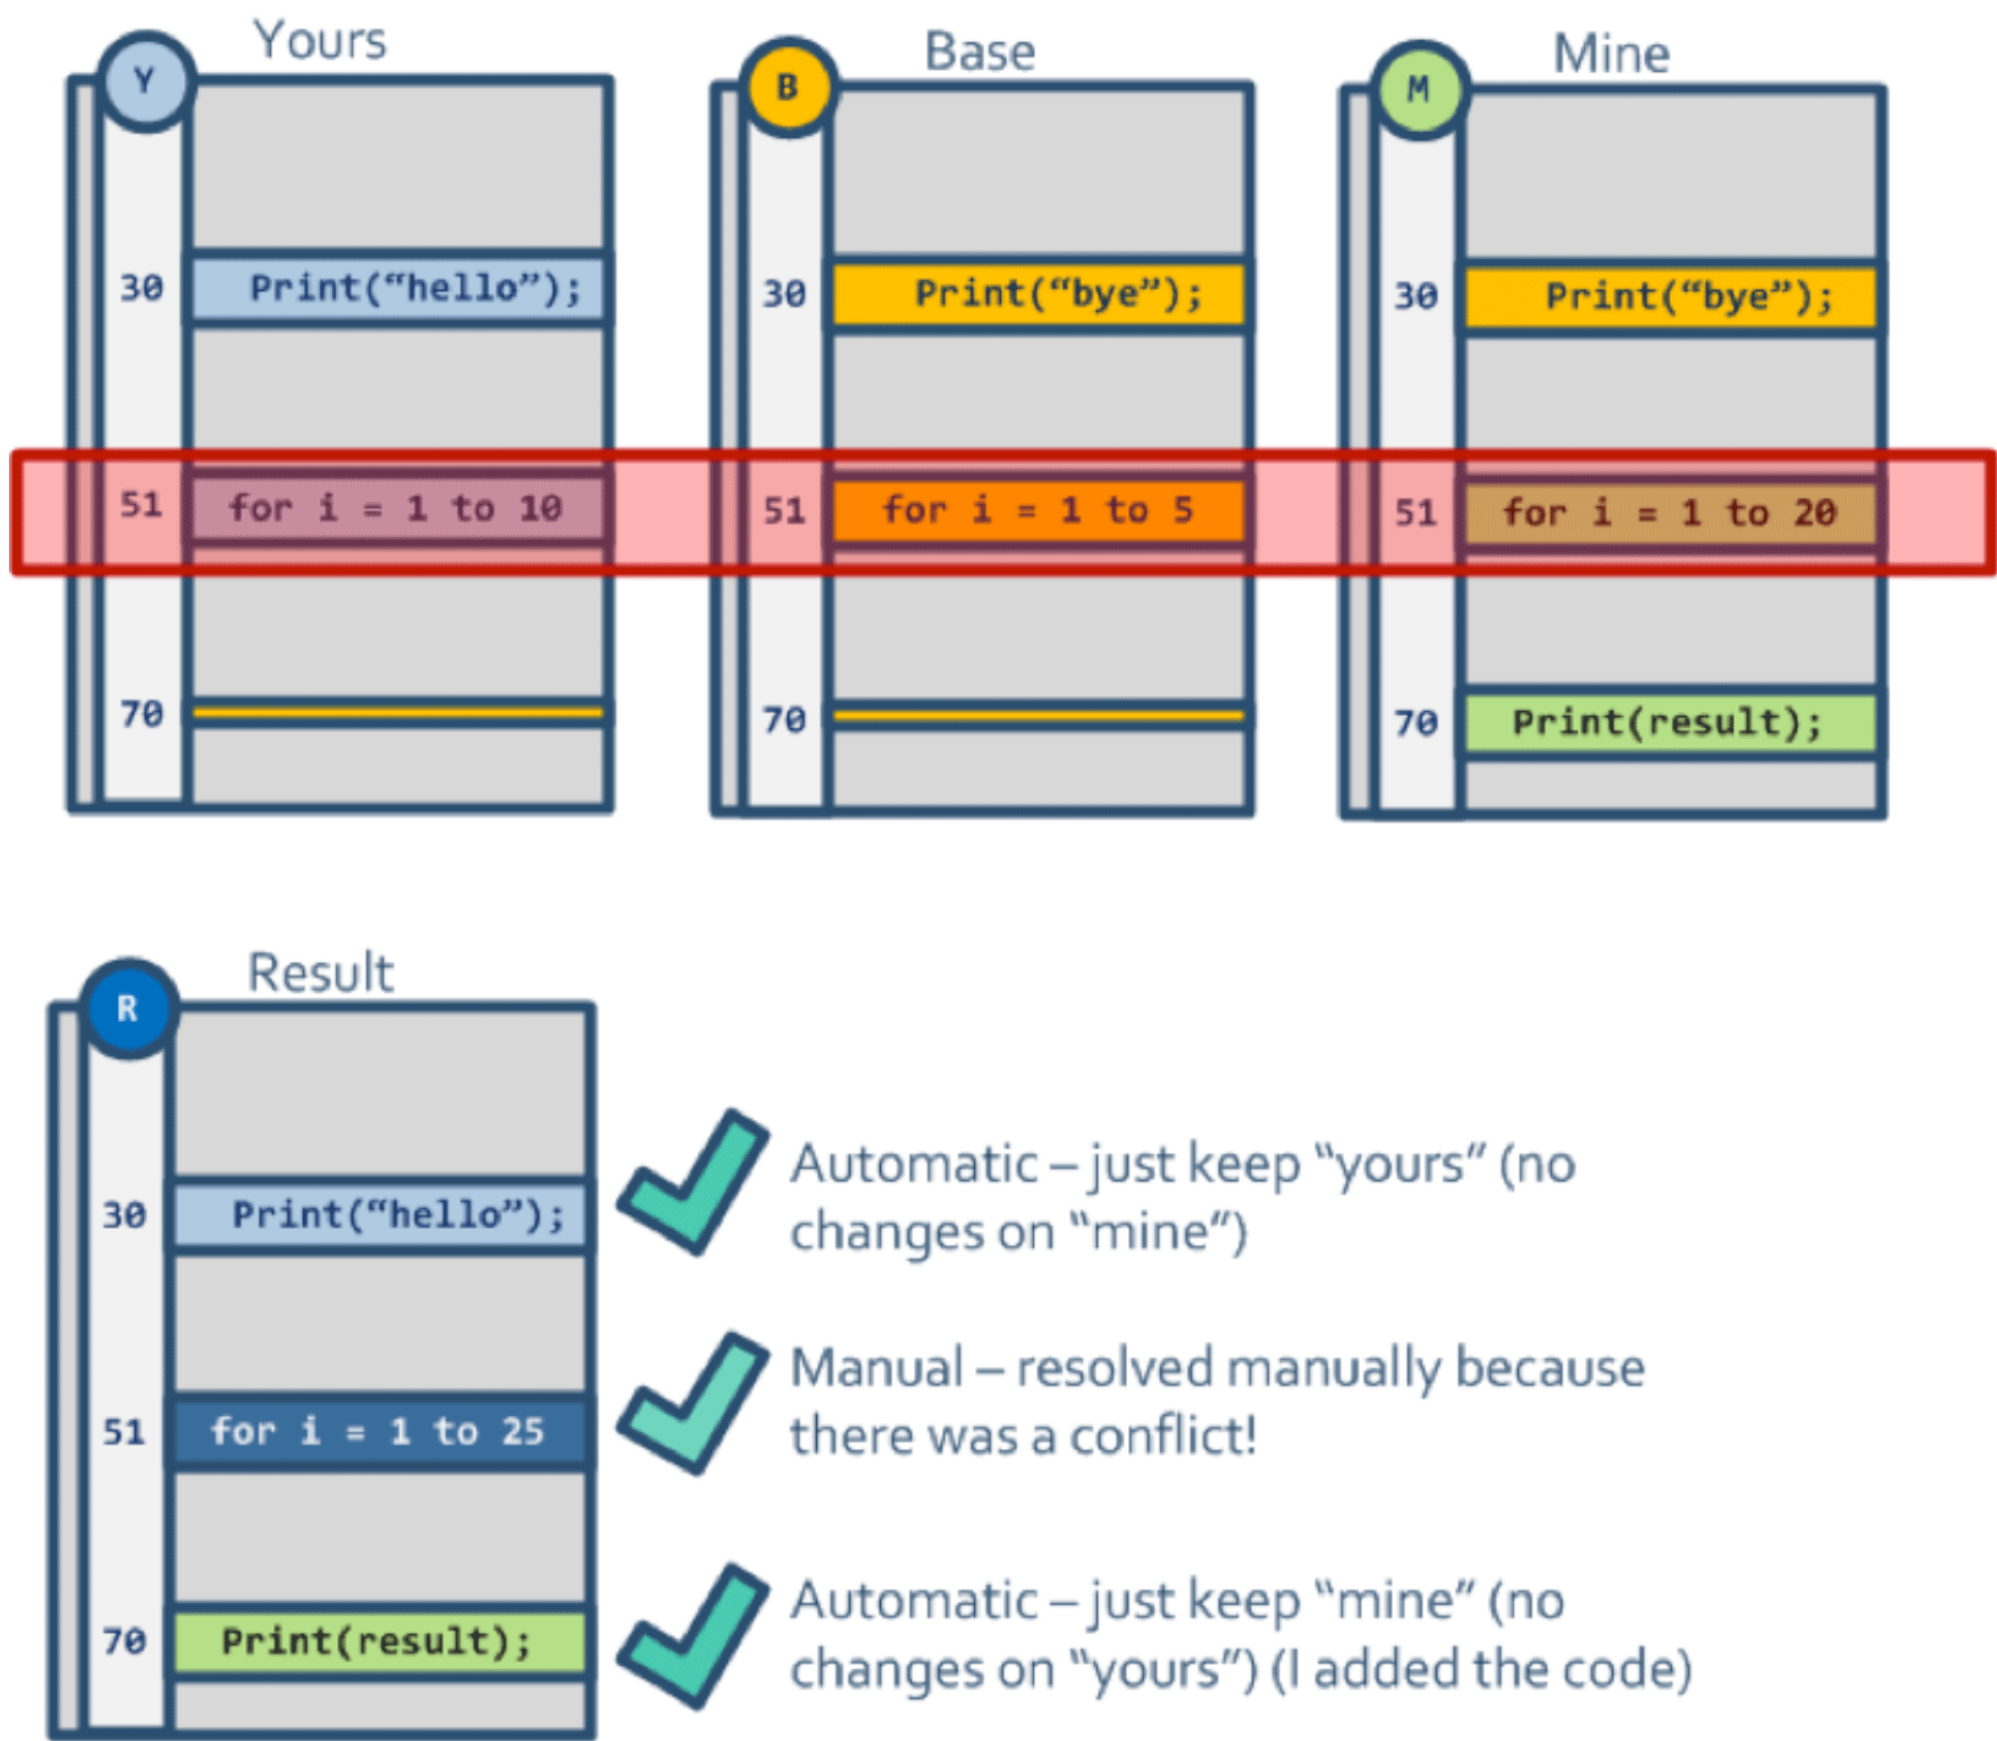 Yours
Y
30 Print(“hello”);
51 for i = 1 to 10
70
Base
B
30 Print(“bye”);
51 for i = 1 to 5
70
Mine
M
30 Print(“bye”);
51 for i = 1 to 20
70 Print(result);
Result
R
30 Print(“hello”);
Automatic – just keep “yours” (no
changes on “mine”)
51 for i = 1 to 25
Manual – resolved manually because
there was a conflict!
70 Print(result);
Automatic – just keep “mine” (no
changes on “yours”) (I added the code)